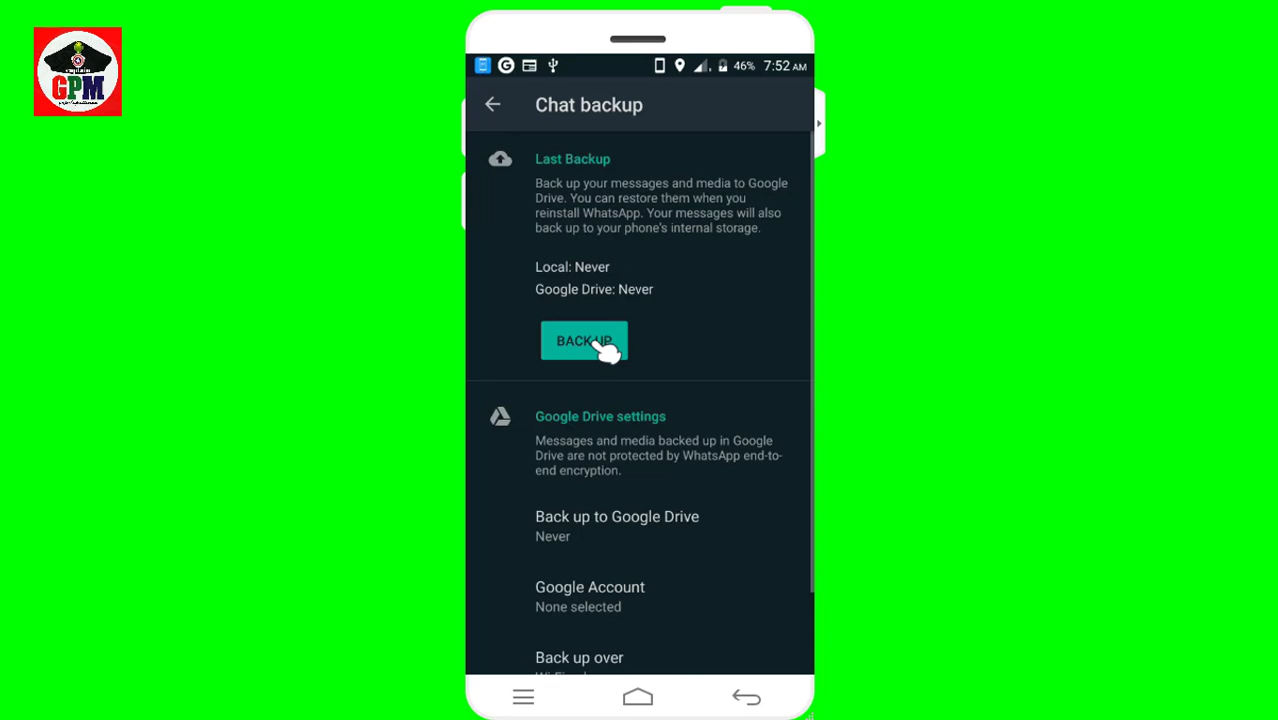 GPM
46% 7:52 AM
Chat backup
Last Backup
Back up your messages and media to Google
Drive. You can restore them when you
reinstall WhatsApp. Your messages will also
back up to your phone's internal storage.
Local: Never
Google Drive: Never
BACK UP
Google Drive settings
Messages and media backed up in Google
Drive are not protected by WhatsApp end-to-
end encryption.
Back up to Google Drive
Never
Google Account
None selected
Back up over